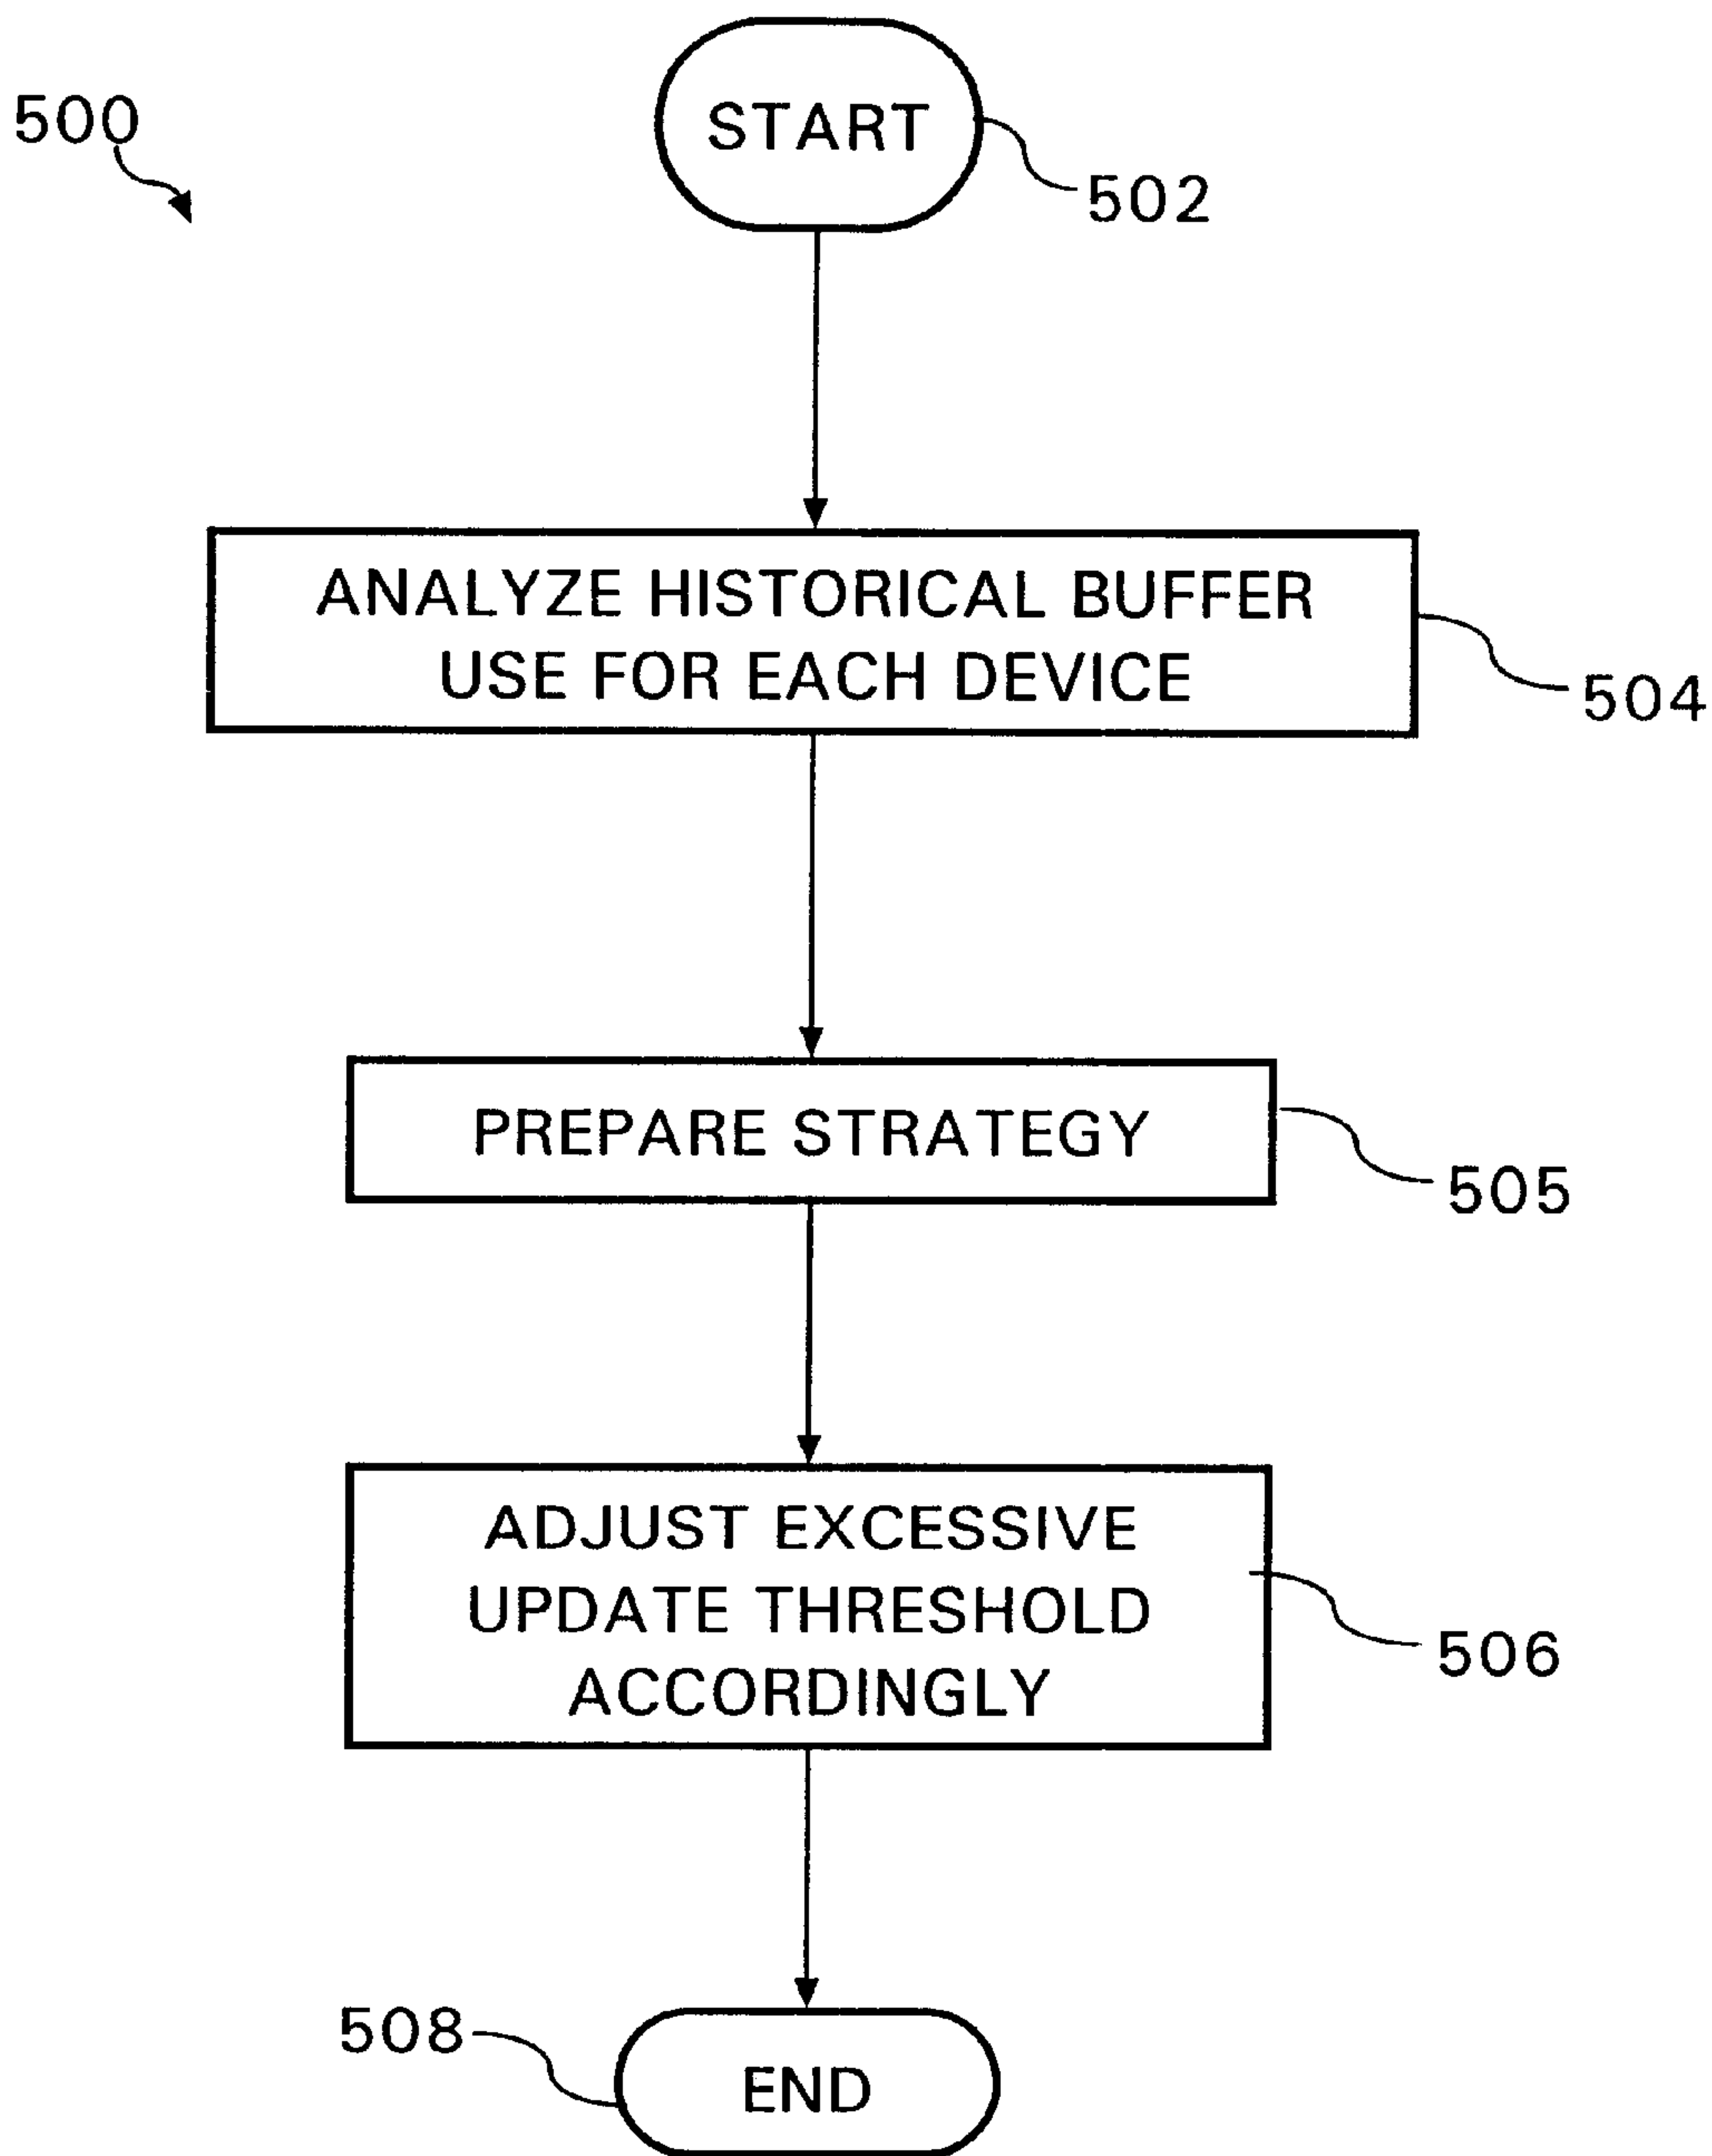 500
START
502
ANALYZE HISTORICAL BUFFER
USE FOR EACH DEVICE
504
PREPARE STRATEGY
505
ADJUST EXCESSIVE
UPDATE THRESHOLD
ACCORDINGLY
506
508
END